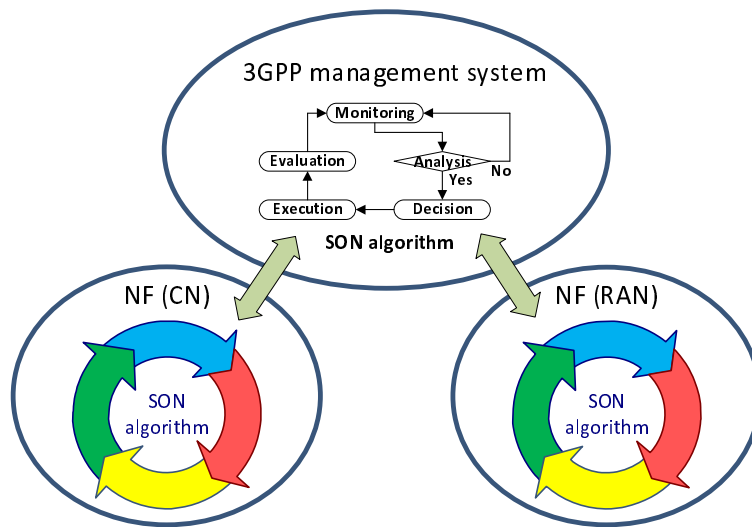 3GPP management system
Monitoring
Evaluation
Analysis
No
Yes
Execution
Decision
SON algorithm
NF (CN)
SON
algorithm
NF (RAN)
SON
algorithm